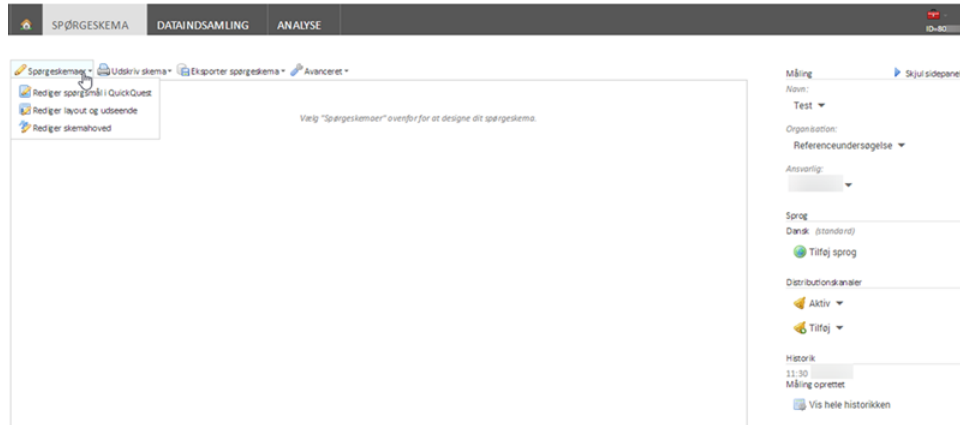 SPØRGESKEMA DATAINDSAMLING ANALYSE
ID=80
Spørgeskemaer Udskriv skema Eksporter spørgeskema Avanceret
Rediger spørgsmål i QuickQuest
Rediger layout og udseende
Rediger skemahoved
Vælg "Spørgeskemaer" ovenfor for at designe dit spørgeskema.
Måling Skjul sidepanel
Navn:
Test
Organisation:
Referenceundersøgelse
Ansvarlig:
Sprog
Dansk (standard)
Tilføj sprog
Distributionskanaler
Aktiv
Tilføj
Historik
11:30
Måling oprettet
Vis hele historikken